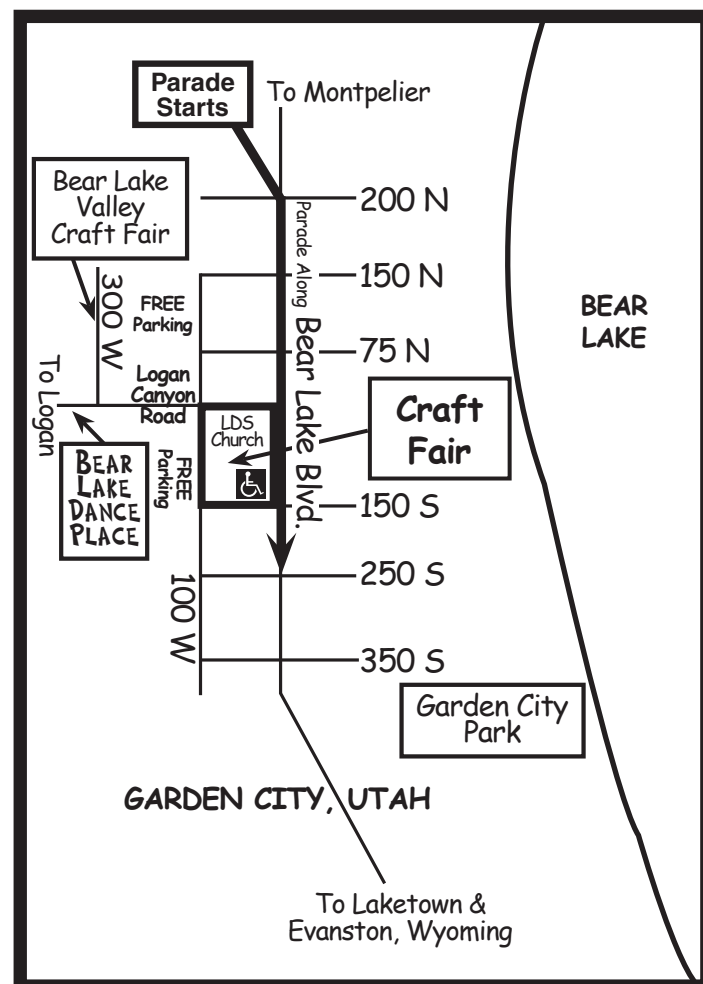 Parade
Starts
To Montpelier
Bear Lake
Valley
Craft Fair
200 N
Parade Along
Bear Lake Blvd.
150 N
300 W
FREE
Parking
BEAR
LAKE
75 N
To Logan
Logan
Canyon
Road
Craft
Fair
LDS
Church
BEAR
LAKE
DANCE
PLACE
FREE
Parking
150 S
250 S
100 W
350 S
Garden City
Park
GARDEN CITY, UTAH
To Laketown &
Evanston, Wyoming